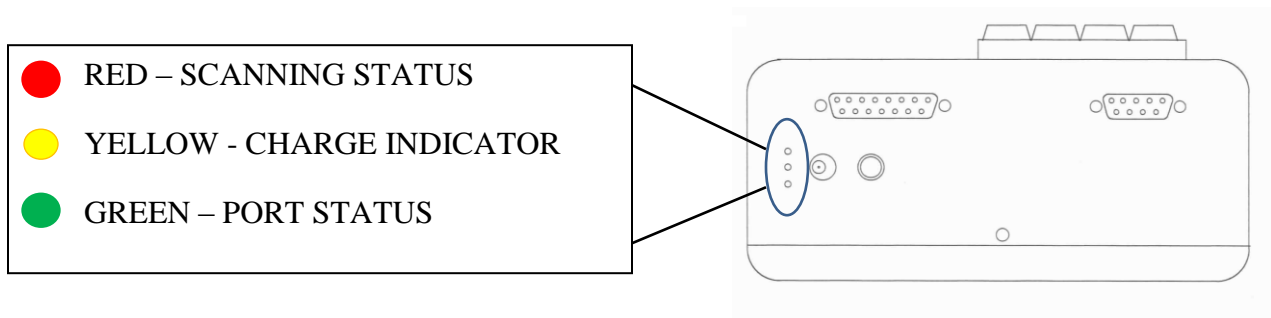 RED – SCANNING STATUS
YELLOW - CHARGE INDICATOR
GREEN – PORT STATUS